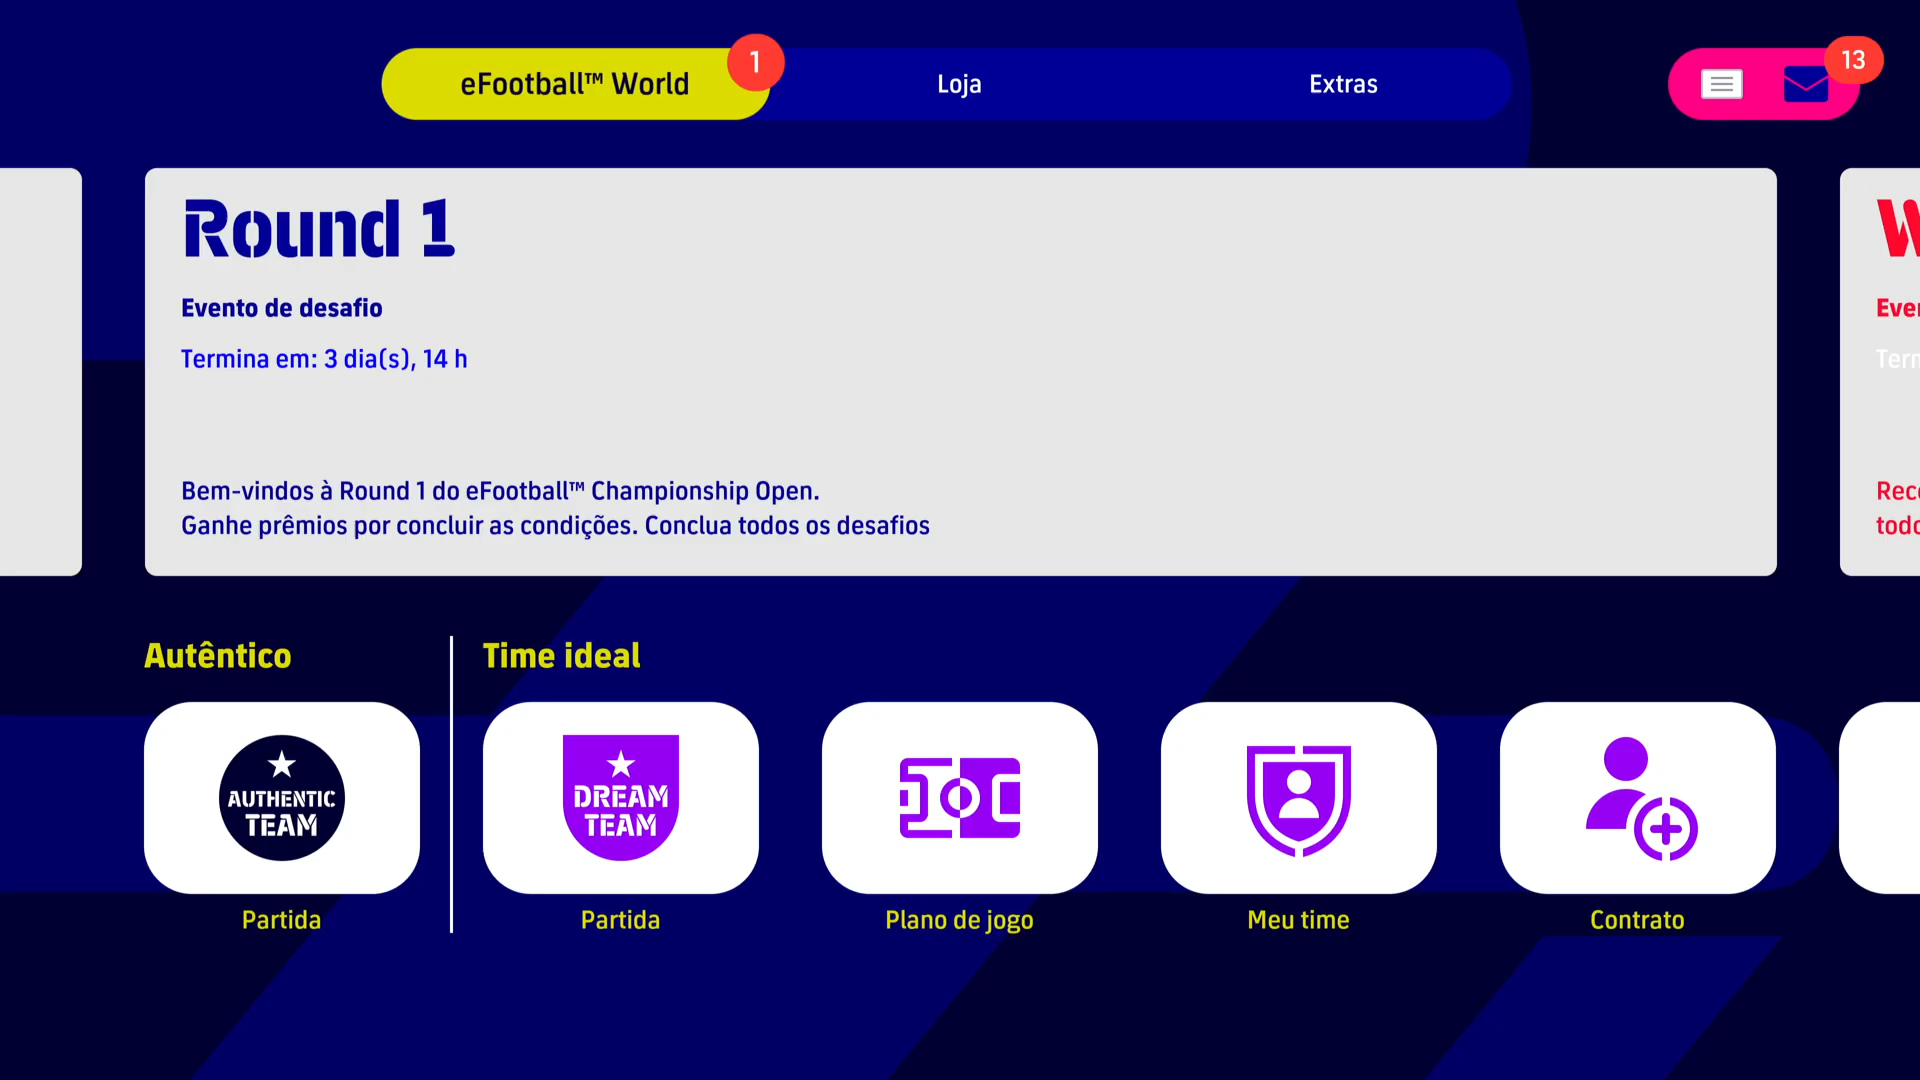 eFootball™ World
1
Loja
Extras
13
Round 1
Evento de desafio
Termina em: 3 dia(s), 14 h
Bem-vindos à Round 1 do eFootball™ Championship Open.
Ganhe prêmios por concluir as condições. Conclua todos os desafios
Autêntico
Time ideal
AUTHENTIC
TEAM
DREAM
TEAM
Partida
Partida
Plano de jogo
Meu time
Contrato